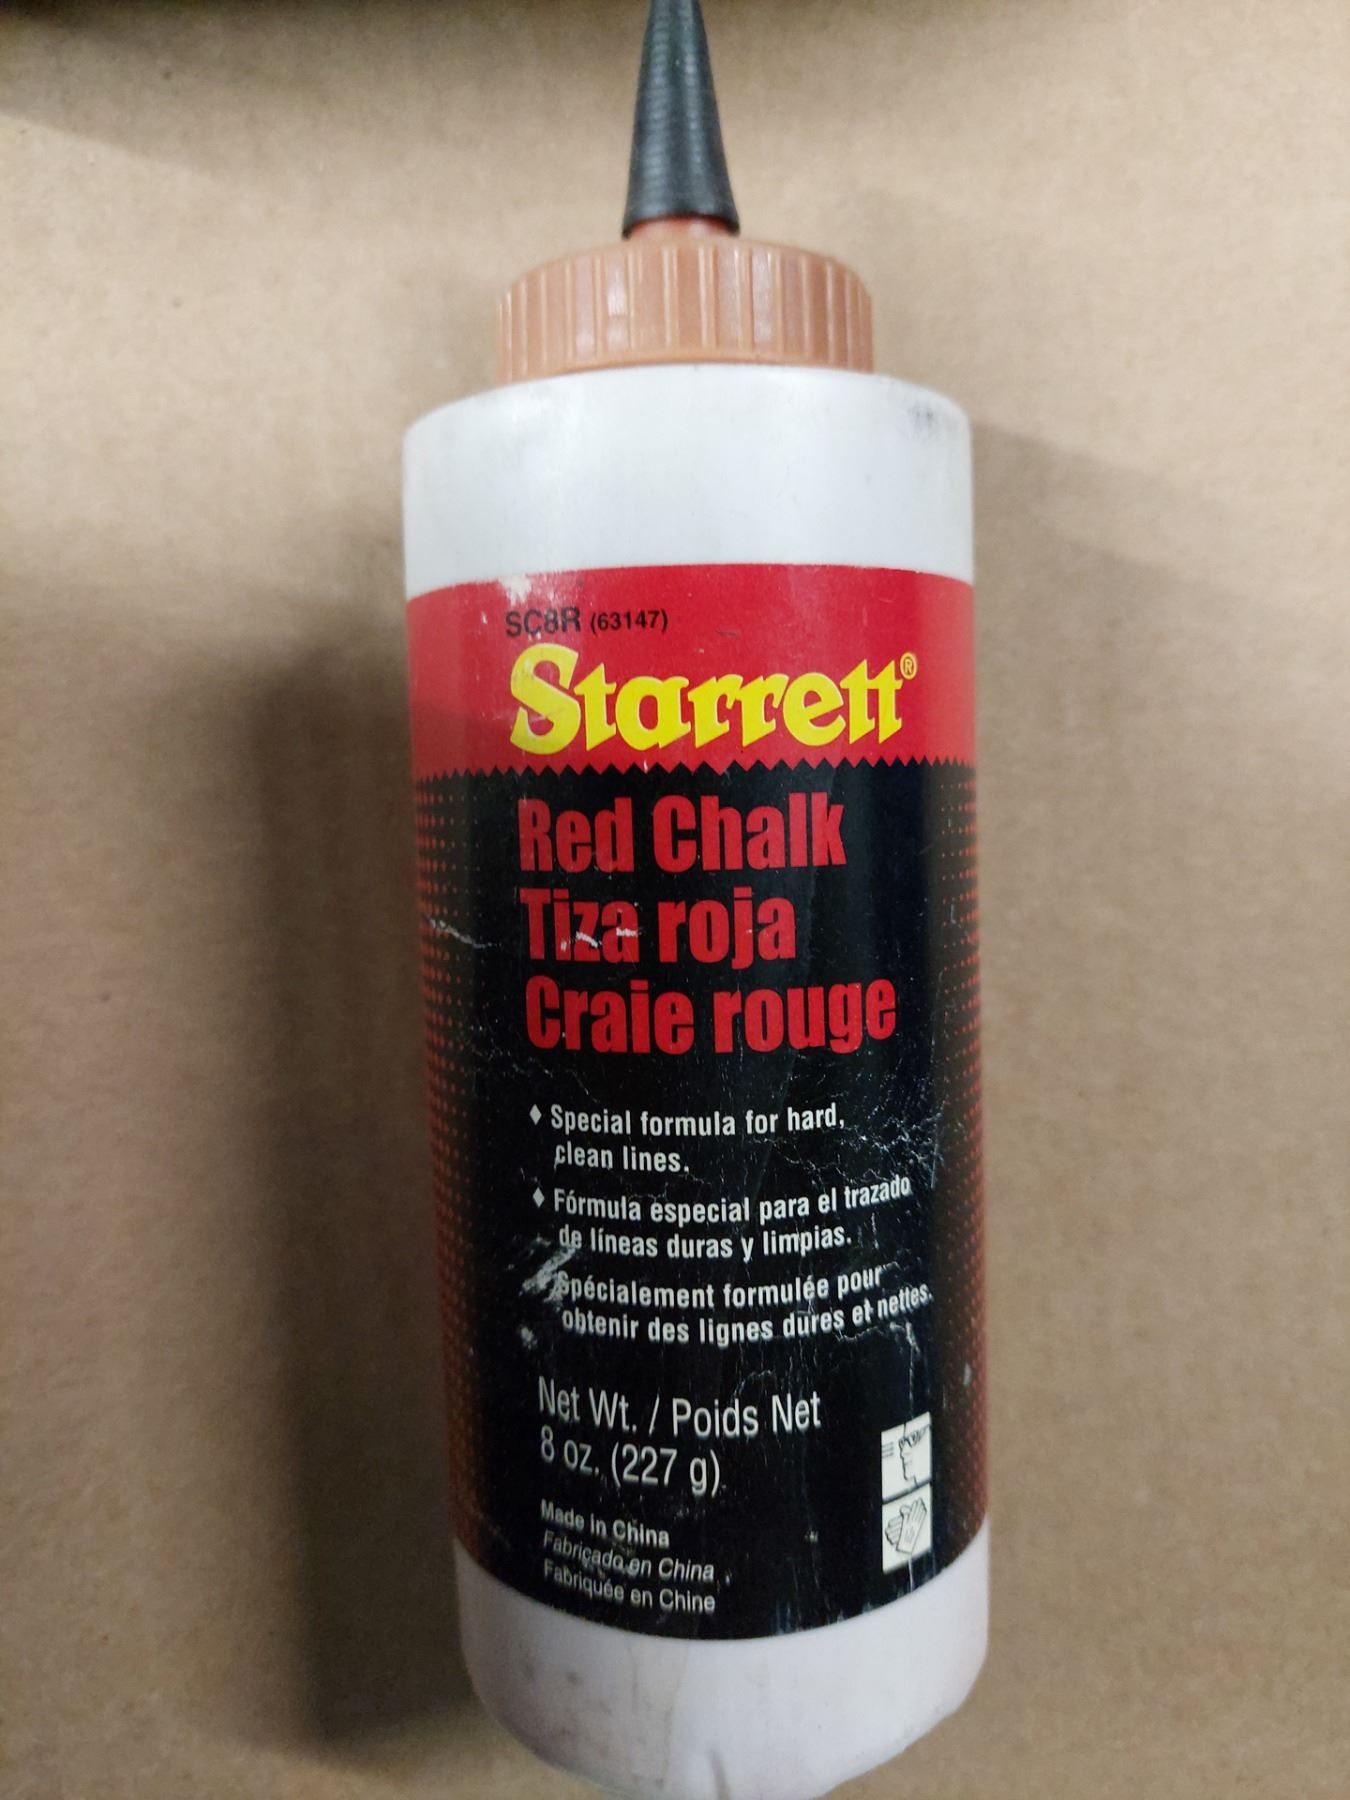 SC8R (63147)
Starrett®
Red Chalk
Tiza roja
Craie rouge
♦ Special formula for hard,
clean lines.
♦ Fórmula especial para el trazado
de líneas duras y limpias.
Spécialement formulée pour
obtenir des lignes dures et nettes.
Net Wt. / Poids Net
8 oz. (227 g)
Made in China
Fabricado en China
Fabriquée en Chine